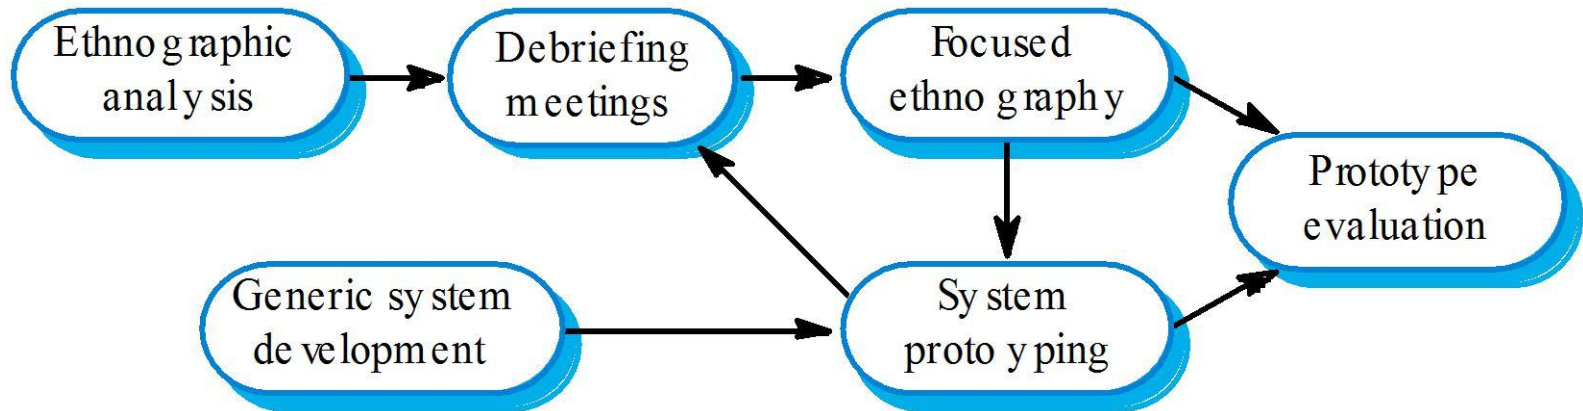 Ethnographic
analysis
Debriefing
meetings
Focused
ethnography
Prototype
evaluation
Generic system
development
System
prototyping